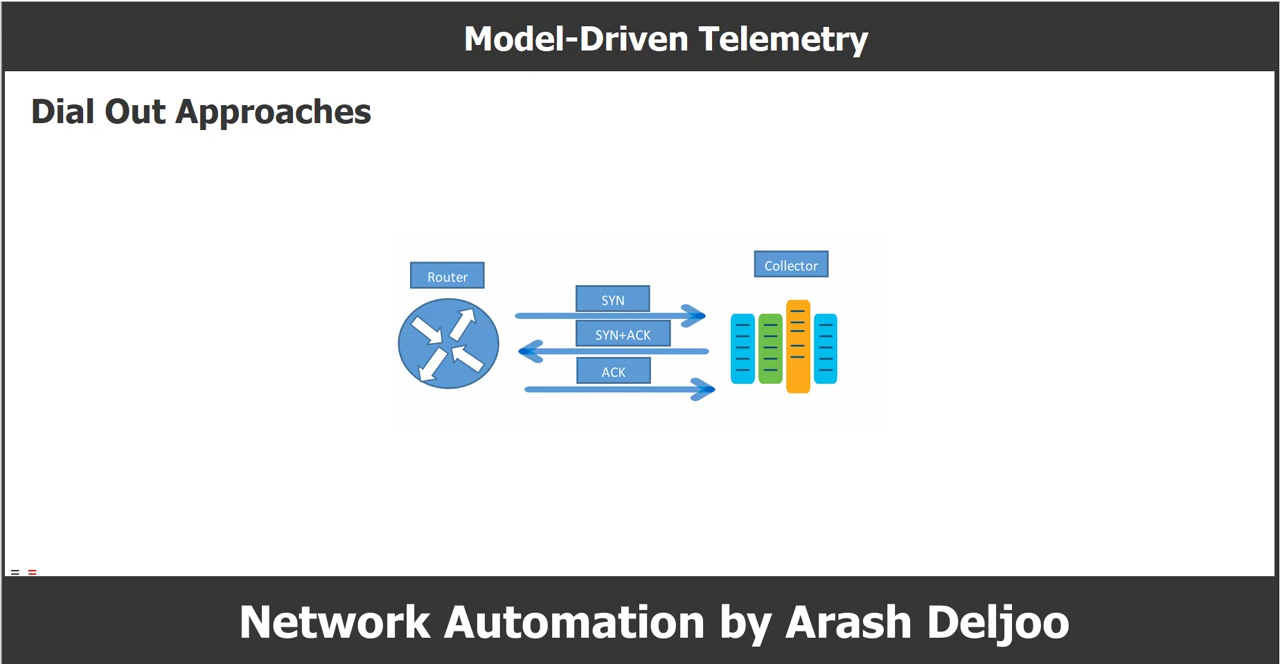 Model-Driven Telemetry
Dial Out Approaches
Router
Collector
SYN
SYN+ACK
ACK
Network Automation by Arash Deljoo